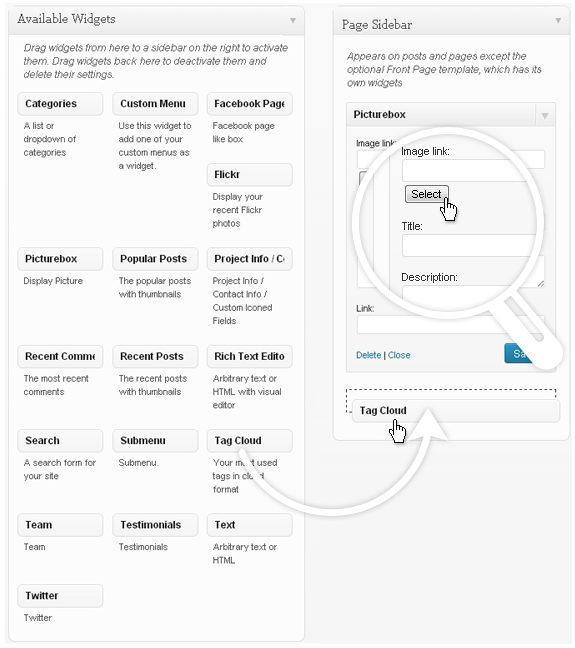 Available Widgets
Drag widgets from here to a sidebar on the right to activate
them. Drag widgets back here to deactivate them and
delete their settings.
Categories
A list or
dropdown of
categories
Custom Menu
Use this widget to
add one of your
custom menus as
a widget.
Facebook Page
Facebook page
like box
Flickr
Display your
recent Flickr
photos
Picturebox
Display Picture
Popular Posts
The popular posts
with thumbnails
Project Info / C
Project Info /
Contact Info /
Custom Iconed
Fields
Recent Comme
The most recent
comments
Recent Posts
The recent posts
with thumbnails
Rich Text Edito
Arbitrary text or
HTML with visual
editor
Search
A search form for
your site
Submenu
Submenu.
Tag Cloud
Your most used
tags in cloud
format
Team
Team
Testimonials
Testimonials
Text
Arbitrary text or
HTML
Twitter
Twitter
Page Sidebar
Appears on posts and pages except the
optional Front Page template, which has its
own widgets
Picturebox
Image link:
Image link:
Select
Title:
Description:
Link:
Delete | Close
Tag Cloud